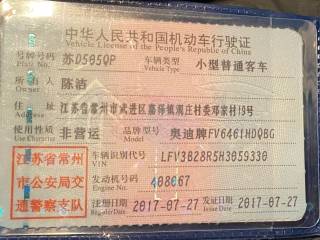 中华人民共和国机动车行驶证
Vehicle License of the People's Republic of China
号牌号码 苏D585QP 车辆类型 小型普通客车
Plate No. Vehicle Type
所有人 陈洁
Owner
住址 江苏省常州市武进区嘉泽镇周庄村委邓家村19号
Address
使用性质 非营运 品牌型号 奥迪牌FV6461HDQBG
Use Character Model
江苏省常州市公安局交通警察支队
车辆识别代号 LFV3B28R5H3059330
VIN
发动机号码 408067
Engine No.
注册日期 2017-07-27 发证日期 2017-07-27
Register Date Issue Date